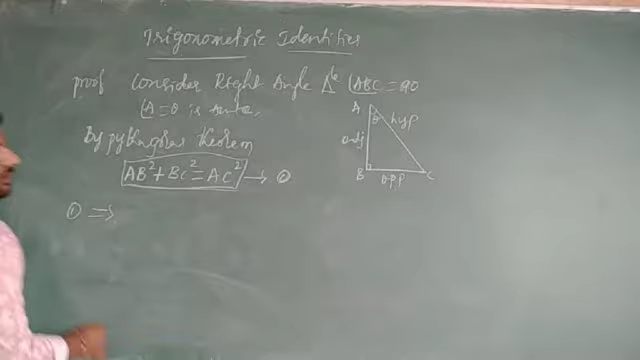 Trigonometric Identities
proof Consider Right Angle Δle ∠ABC = 90
∠A = θ is acute.
By pythagoras theorem
AB² + BC² = AC² → ①
① ⇒
A
θ
hyp
adj
B
opp
C